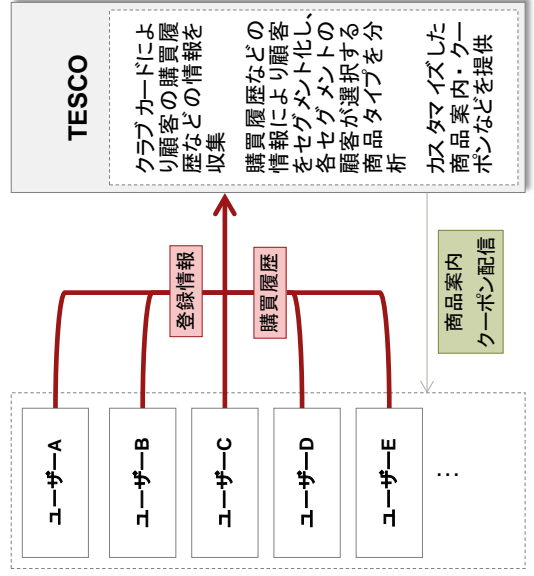 TESCO
クラブカードによ
り顧客の購買履
歴などの情報を
収集
購買履歴などの
情報により顧客
をセグメント化し、
各セグメントの
顧客が選択する
商品タイプを分
析
カスタマイズした
商品案内・クー
ポンなどを提供
登録情報
購買履歴
商品案内
クーポン配信
ユーザーA
ユーザーB
ユーザーC
ユーザーD
ユーザーE
…